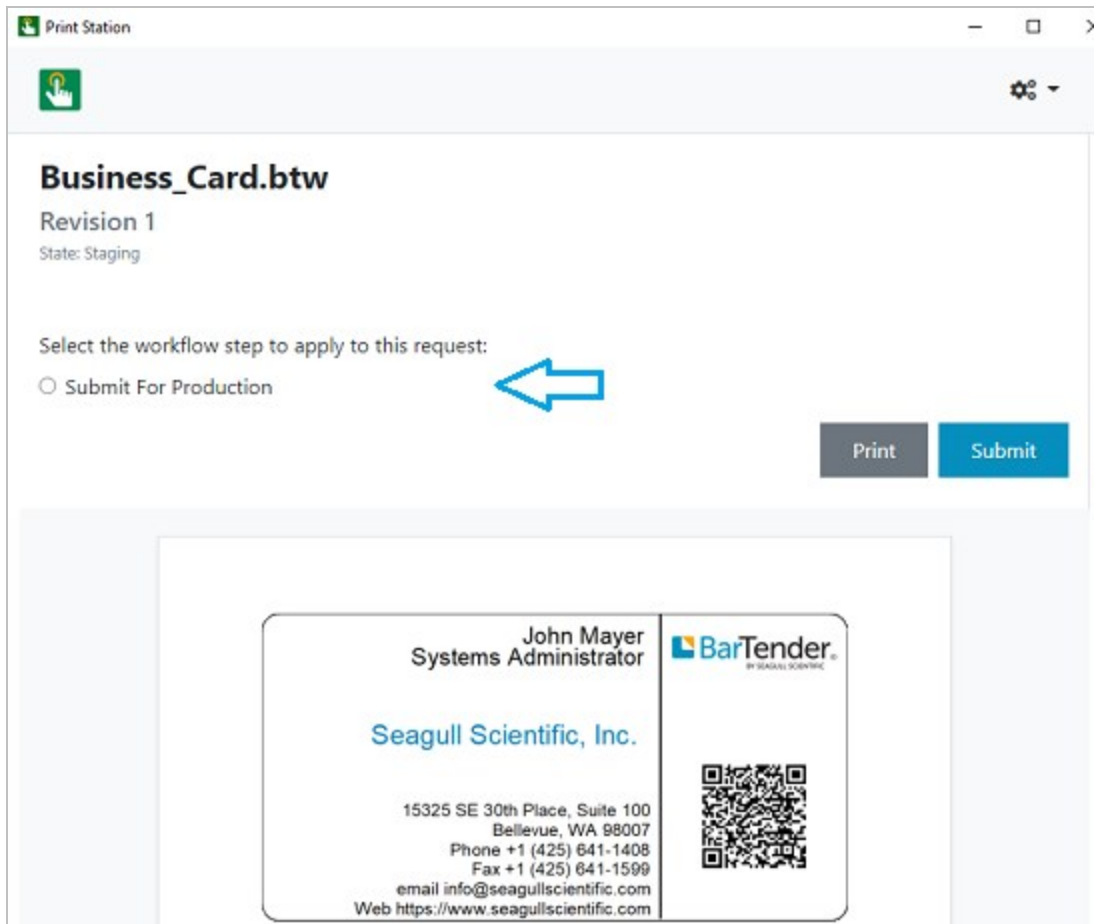 Print Station
Business_Card.btw
Revision 1
State: Staging
Select the workflow step to apply to this request:
Submit For Production
Print
Submit
John Mayer
Systems Administrator
BarTender®
BY SEAGULL SCIENTIFIC
Seagull Scientific, Inc.
15325 SE 30th Place, Suite 100
Bellevue, WA 98007
Phone +1 (425) 641-1408
Fax +1 (425) 641-1599
email info@seagullscientific.com
Web https://www.seagullscientific.com